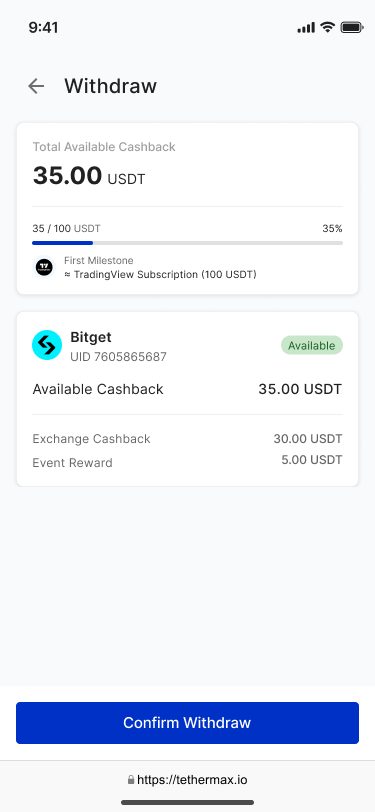 9:41
Withdraw
Total Available Cashback
35.00 USDT
35 / 100 USDT 35%
First Milestone
≈ TradingView Subscription (100 USDT)
Bitget
UID 7605865687
Available
Available Cashback 35.00 USDT
Exchange Cashback 30.00 USDT
Event Reward 5.00 USDT
Confirm Withdraw
https://tethermax.io